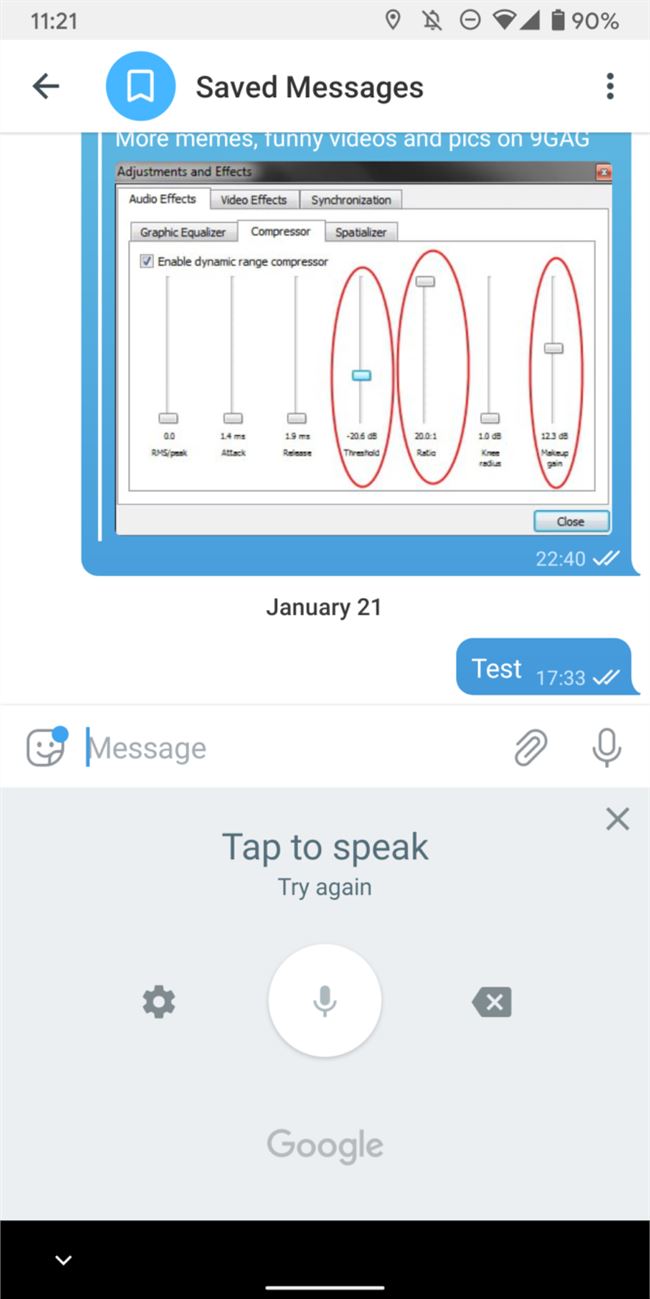 11:21
90%
Saved Messages
More memes, funny videos and pics on 9GAG
Adjustments and Effects
Audio Effects Video Effects Synchronization
Graphic Equalizer Compressor Spatializer
Enable dynamic range compressor
0.0 1.4 ms 1.9 ms -20.6 dB 20.0:1 1.0 dB 12.3 dB
RMS/peak Attack Release Threshold Ratio Knee Makeup
radius gain
Close
22:40
January 21
Test 17:33
Message
Tap to speak
Try again
Google